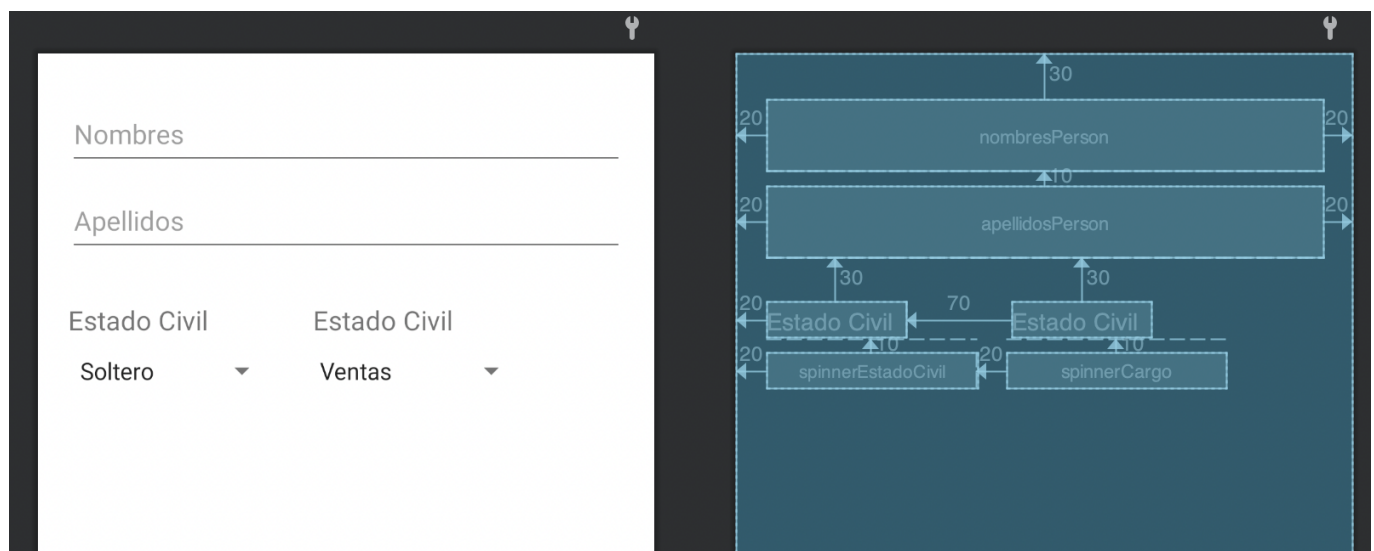 Nombres
Apellidos
Estado Civil Estado Civil
Soltero Ventas
30
20 20
nombresPerson
10
20 20
apellidosPerson
30 30
20 70
Estado Civil Estado Civil
10 10
20 20
spinnerEstadoCivil spinnerCargo